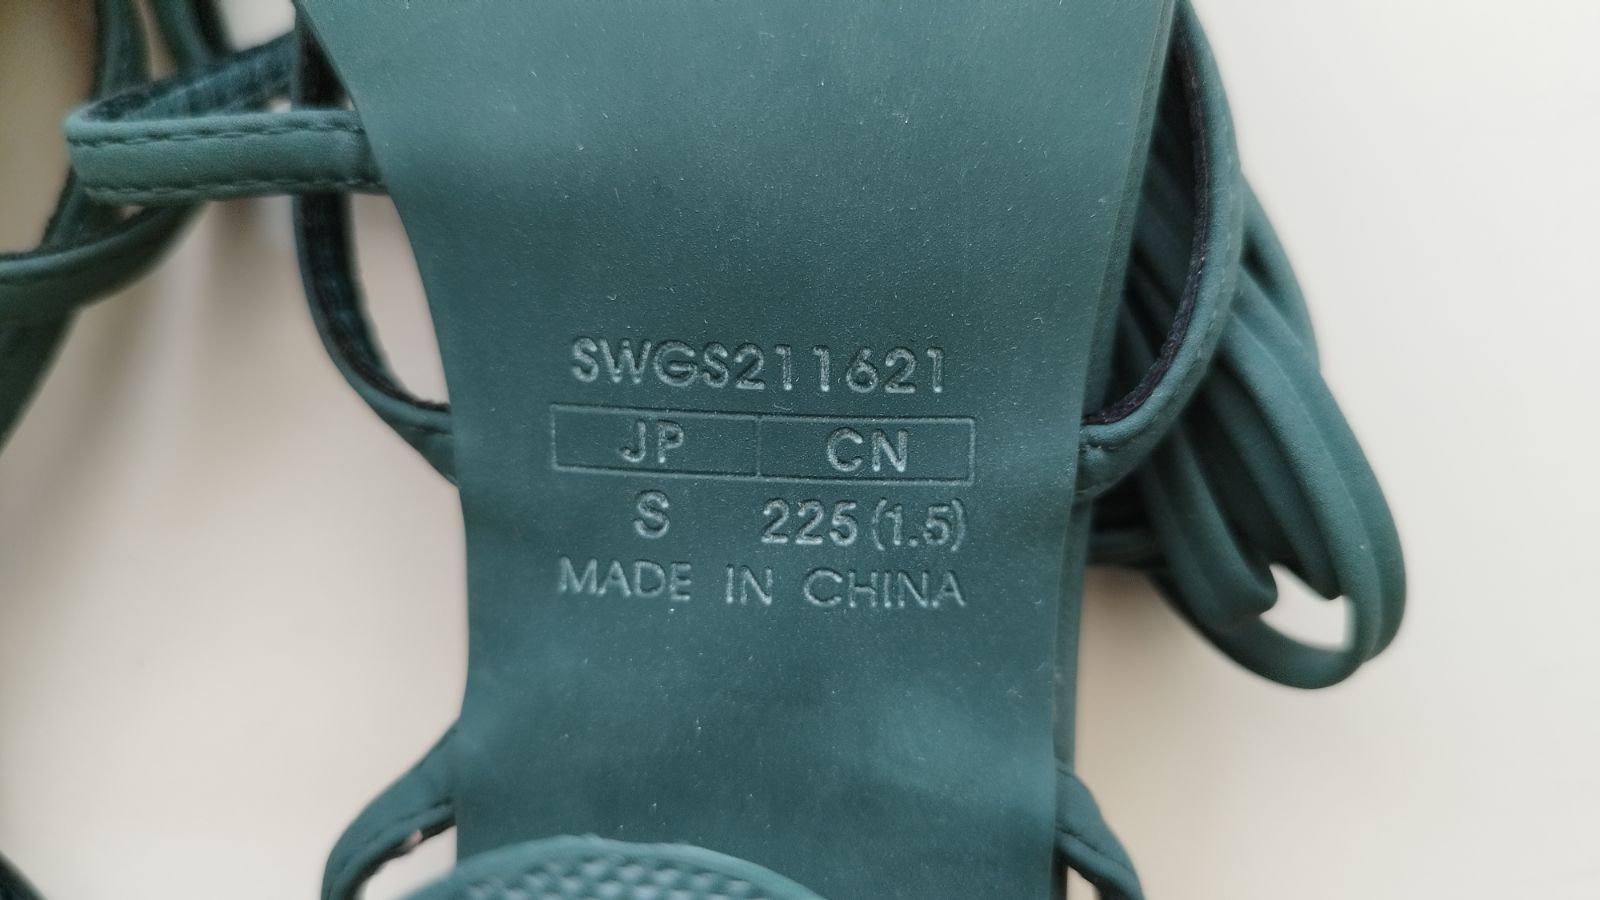 SWGS211621
JP CN
S 225(1.5)
MADE IN CHINA